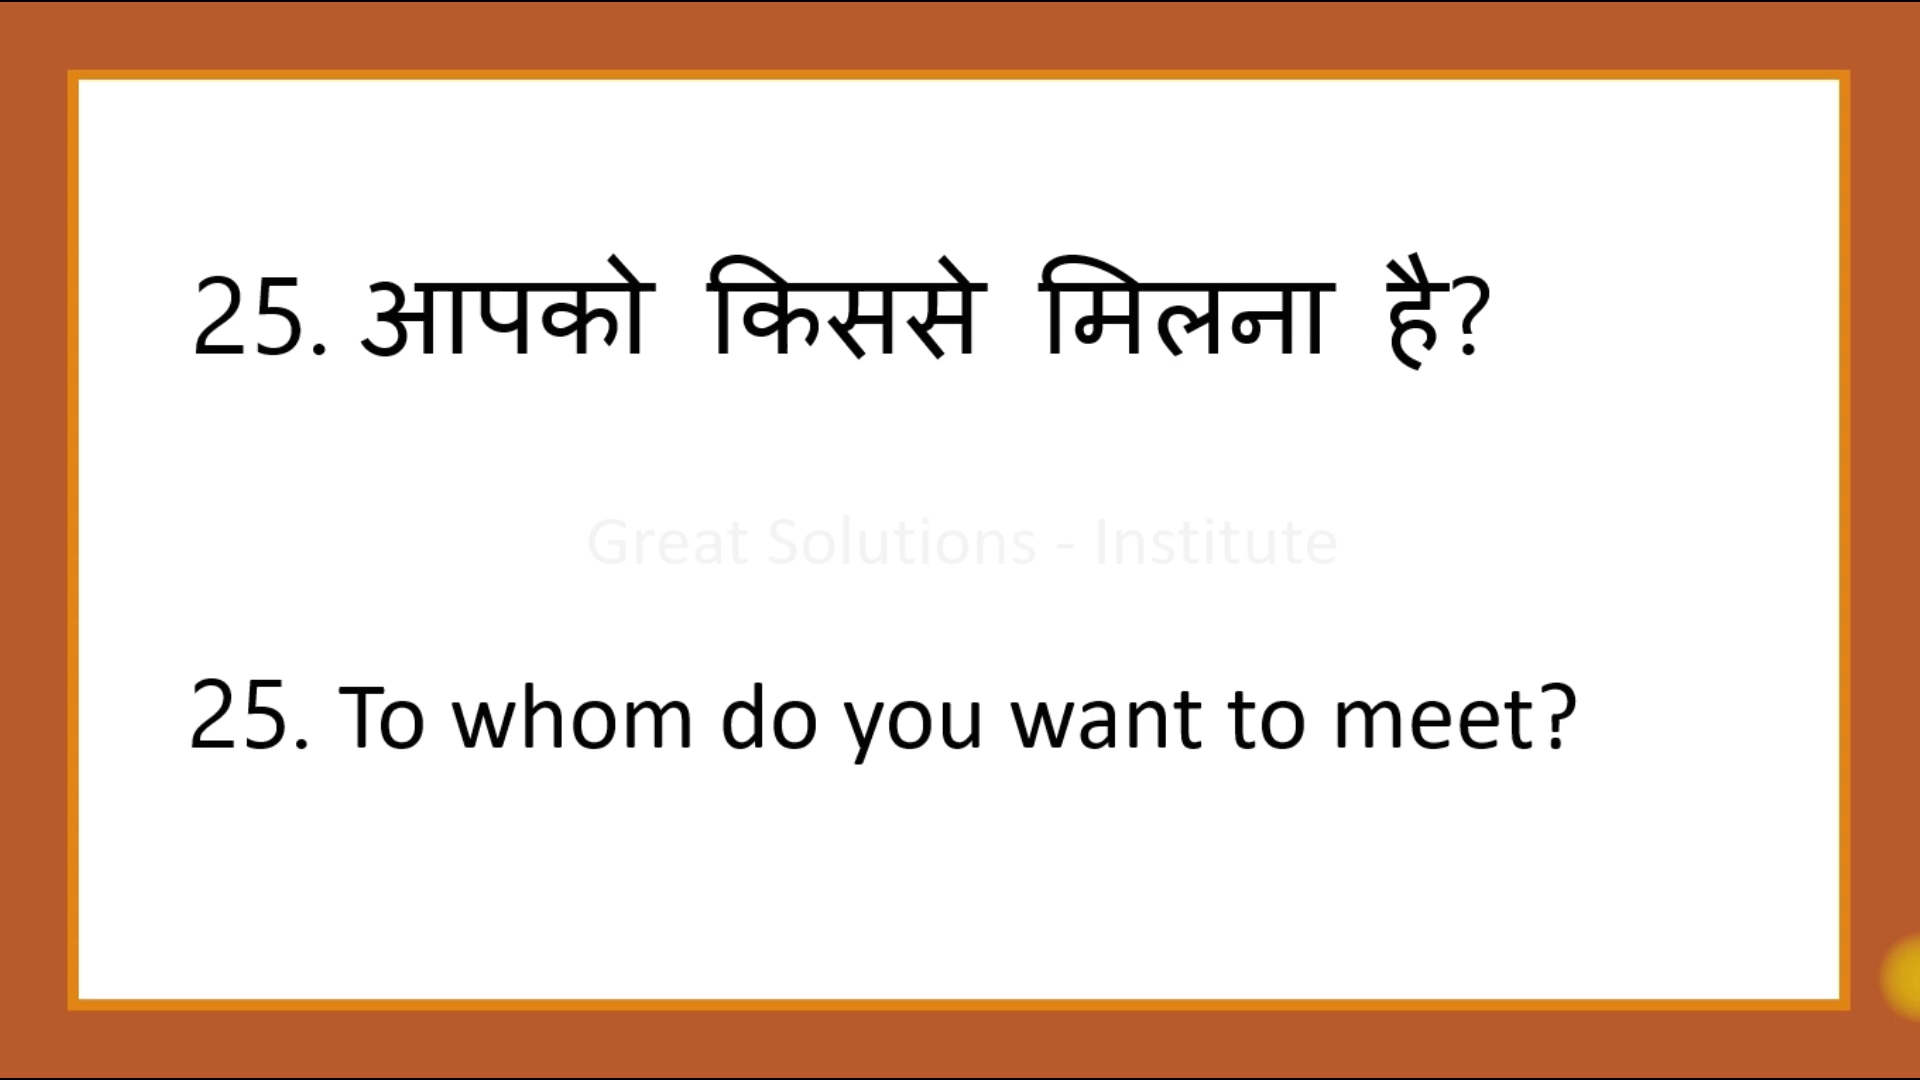 25. आपको किससे मिलना है?
Great Solutions - Institute
25. To whom do you want to meet?